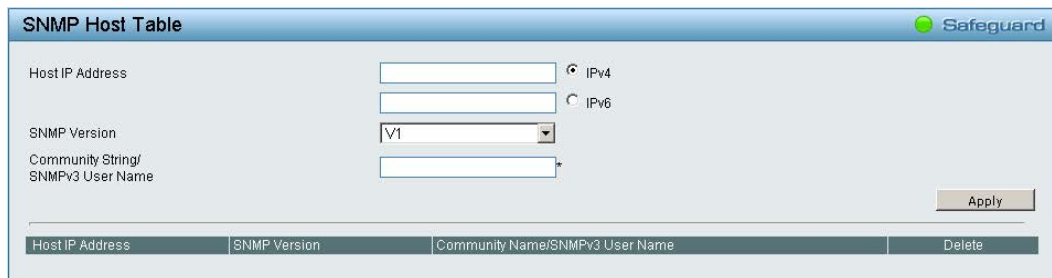 SNMP Host Table
Safeguard
Host IP Address
IPv4
IPv6
SNMP Version
V1
Community String/
SNMPv3 User Name
*
Apply
Host IP Address SNMP Version Community Name/SNMPv3 User Name Delete